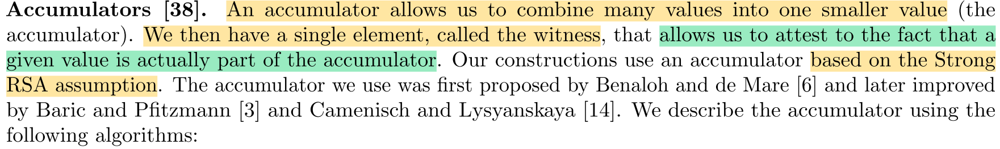 Accumulators [38]. An accumulator allows us to combine many values into one smaller value (the
accumulator). We then have a single element, called the witness, that allows us to attest to the fact that a
given value is actually part of the accumulator. Our constructions use an accumulator based on the Strong
RSA assumption. The accumulator we use was first proposed by Benaloh and de Mare [6] and later improved
by Baric and Pfitzmann [3] and Camenisch and Lysyanskaya [14]. We describe the accumulator using the
following algorithms: